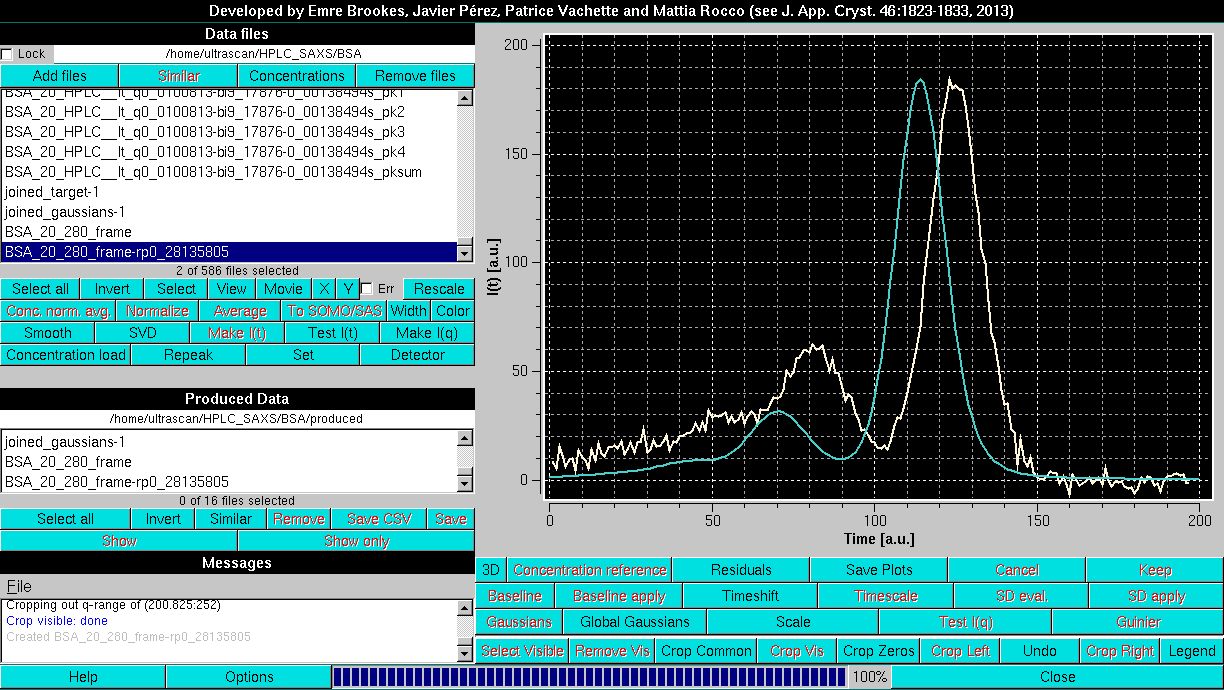 Developed by Emre Brookes, Javier Pérez, Patrice Vachette and Mattia Rocco (see J. App. Cryst. 46:1823-1833, 2013)
Data files
Lock /home/ultrascan/HPLC_SAXS/BSA
Add files Similar Concentrations Remove files
BSA_20_HPLC__It_q0_0100813-bi9_17876-0_00138494s_pk1
BSA_20_HPLC__It_q0_0100813-bi9_17876-0_00138494s_pk2
BSA_20_HPLC__It_q0_0100813-bi9_17876-0_00138494s_pk3
BSA_20_HPLC__It_q0_0100813-bi9_17876-0_00138494s_pk4
BSA_20_HPLC__It_q0_0100813-bi9_17876-0_00138494s_pksum
joined_target-1
joined_gaussians-1
BSA_20_280_frame
BSA_20_280_frame-rp0_28135805
2 of 586 files selected
Select all Invert Select View Movie X Y Err Rescale
Conc. norm. avg. Normalize Average To SOMO/SAS Width Color
Smooth SVD Make I(t) Test I(t) Make I(q)
Concentration load Repeak Set Detector
Produced Data
/home/ultrascan/HPLC_SAXS/BSA/produced
joined_gaussians-1
BSA_20_280_frame
BSA_20_280_frame-rp0_28135805
0 of 16 files selected
Select all Invert Similar Remove Save CSV Save
Show Show only
Messages
File
Cropping out q-range of (200.825:252)
Crop visible: done
Created BSA_20_280_frame-rp0_28135805
200
150
100
50
0
I(t) [a.u.]
0 50 100 150 200
Time [a.u.]
3D Concentration reference Residuals Save Plots Cancel Keep
Baseline Baseline apply Timeshift Timescale SD eval. SD apply
Gaussians Global Gaussians Scale Test I(q) Guinier
Select Visible Remove Vis Crop Common Crop Vis Crop Zeros Crop Left Undo Crop Right Legend
Help Options 100% Close